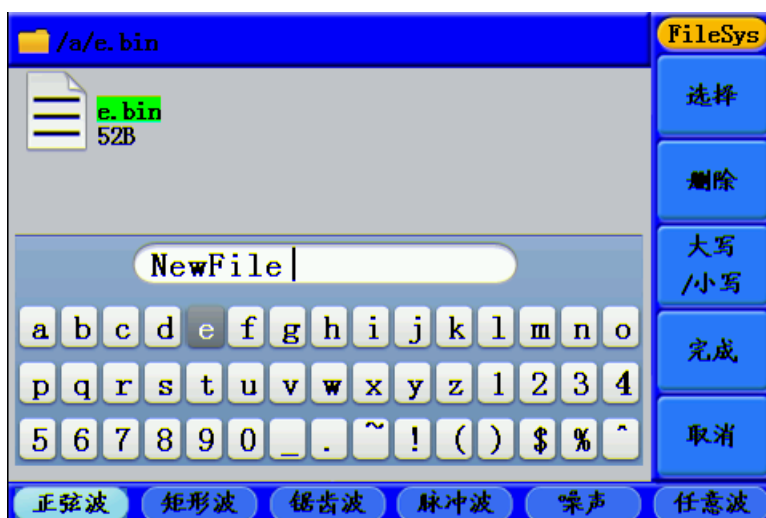 /a/e.bin
FileSys
e.bin
52B
选择
删除
大写
/小写
完成
取消
NewFile
a b c d e f g h i j k l m n o
p q r s t u v w x y z 1 2 3 4
5 6 7 8 9 0 _ . ~ ! ( ) $ % ^
正弦波 矩形波 锯齿波 脉冲波 噪声 任意波